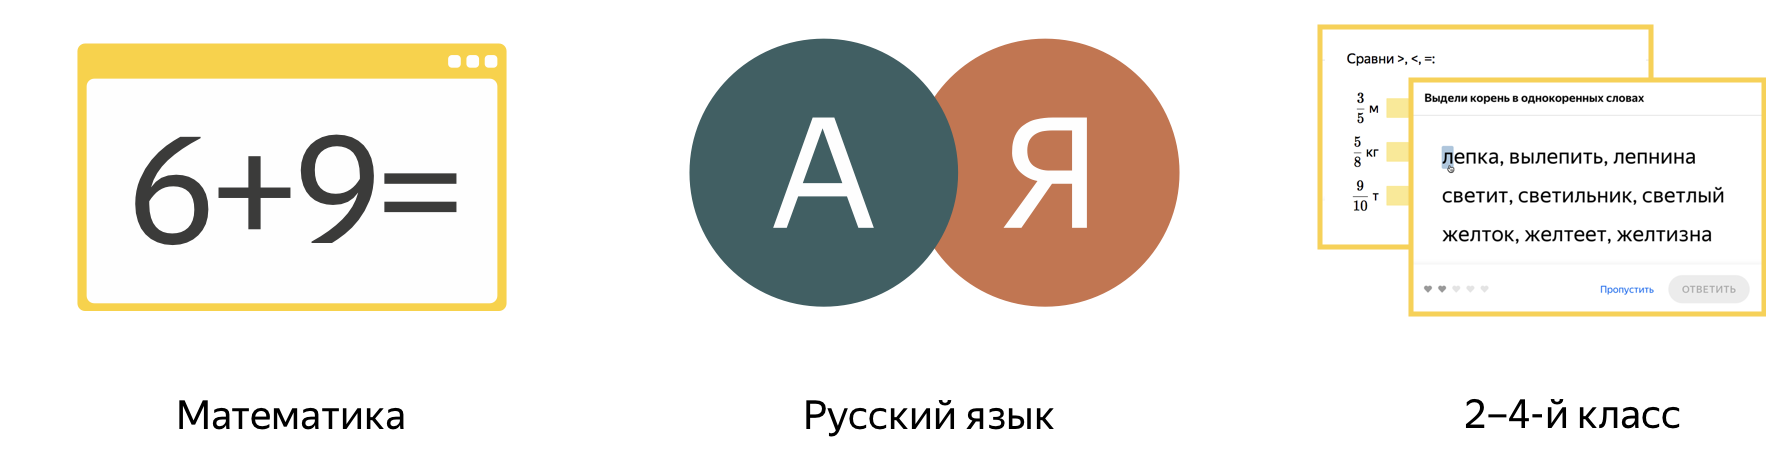 6+9=
Математика
А Я
Русский язык
Сравни >, <, =:
3/5 м
5/8 кг
9/10 т
Выдели корень в однокоренных словах
лепка, вылепить, лепнина
светит, светильник, светлый
желток, желтеет, желтизна
Пропустить ОТВЕТИТЬ
2–4-й класс